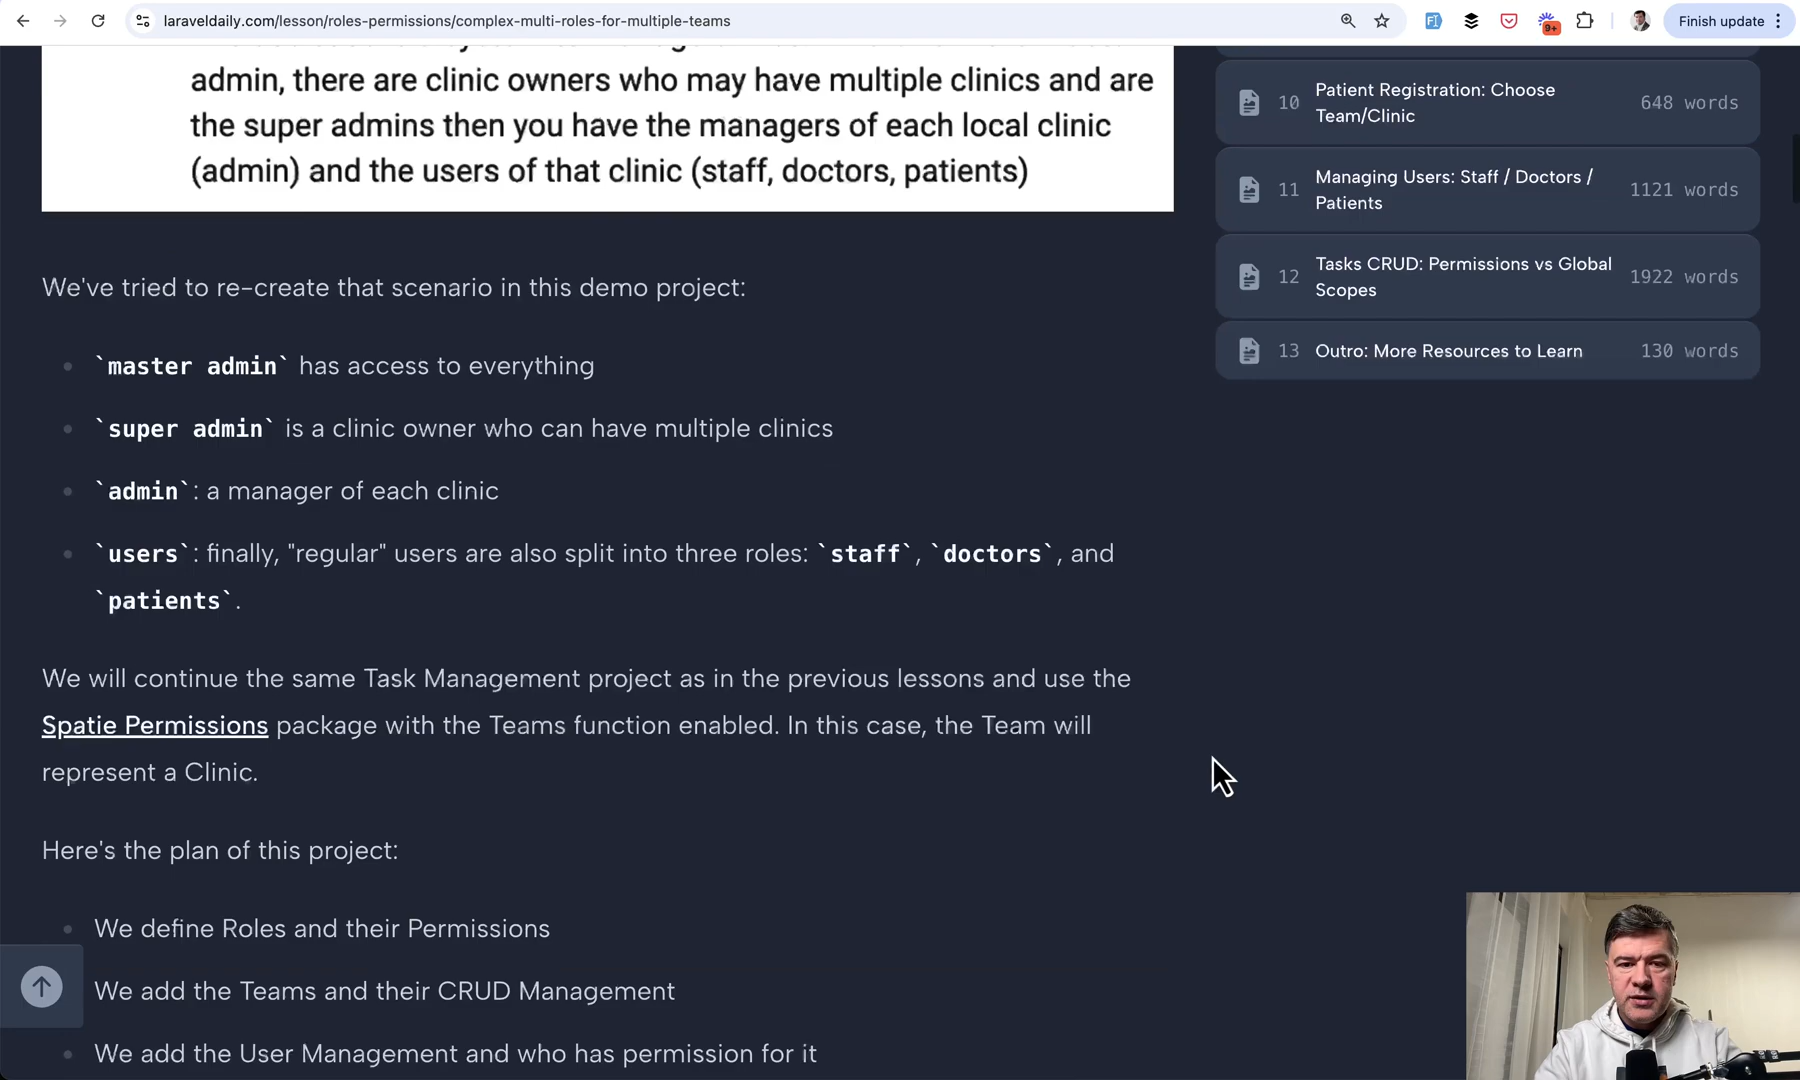 laraveldaily.com/lesson/roles-permissions/complex-multi-roles-for-multiple-teams
9+
Finish update
admin, there are clinic owners who may have multiple clinics and are
the super admins then you have the managers of each local clinic
(admin) and the users of that clinic (staff, doctors, patients)
We've tried to re-create that scenario in this demo project:
`master admin` has access to everything
`super admin` is a clinic owner who can have multiple clinics
`admin`: a manager of each clinic
`users`: finally, "regular" users are also split into three roles: `staff`, `doctors`, and
`patients`.
We will continue the same Task Management project as in the previous lessons and use the
Spatie Permissions package with the Teams function enabled. In this case, the Team will
represent a Clinic.
Here's the plan of this project:
We define Roles and their Permissions
We add the Teams and their CRUD Management
We add the User Management and who has permission for it
10 Patient Registration: Choose
Team/Clinic
648 words
11 Managing Users: Staff / Doctors /
Patients
1121 words
12 Tasks CRUD: Permissions vs Global
Scopes
1922 words
13 Outro: More Resources to Learn 130 words